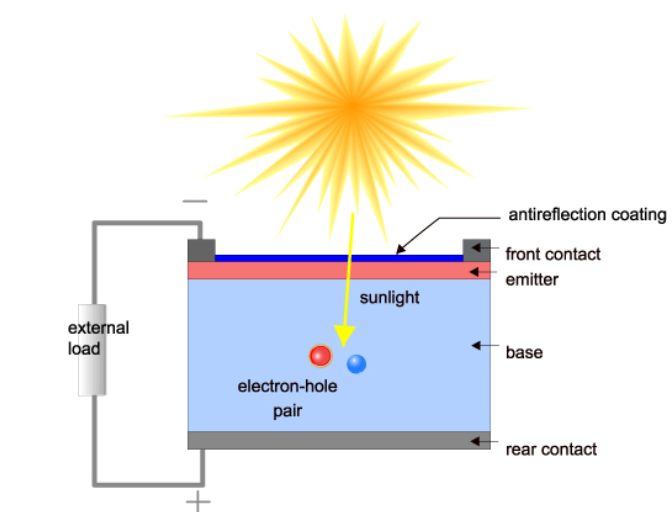 —
antireflection coating
front contact
emitter
sunlight
external
load
base
electron-hole
pair
rear contact
+